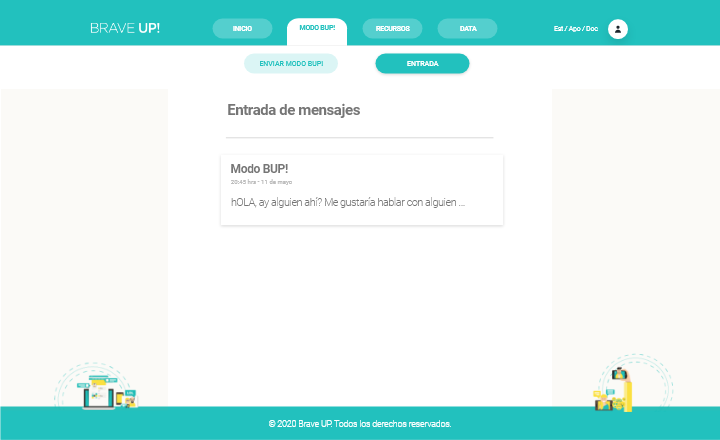 BRAVE UP!
INICIO
MODO BUP!
RECURSOS
DATA
Est / Apo / Doc
ENVIAR MODO BUP!
ENTRADA
Entrada de mensajes
Modo BUP!
20:45 hrs - 11 de mayo
hOLA, ay alguien ahí? Me gustaría hablar con alguien ...
© 2020 Brave UP. Todos los derechos reservados.